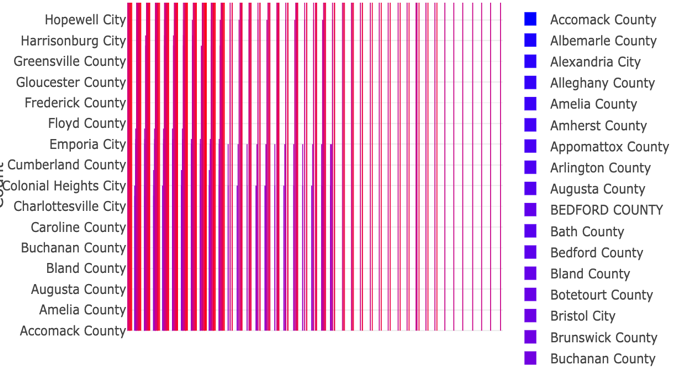 Hopewell City
Harrisonburg City
Greensville County
Gloucester County
Frederick County
Floyd County
Emporia City
Cumberland County
Colonial Heights City
Charlottesville City
Caroline County
Buchanan County
Bland County
Augusta County
Amelia County
Accomack County
Accomack County
Albemarle County
Alexandria City
Alleghany County
Amelia County
Amherst County
Appomattox County
Arlington County
Augusta County
BEDFORD COUNTY
Bath County
Bedford County
Bland County
Botetourt County
Bristol City
Brunswick County
Buchanan County